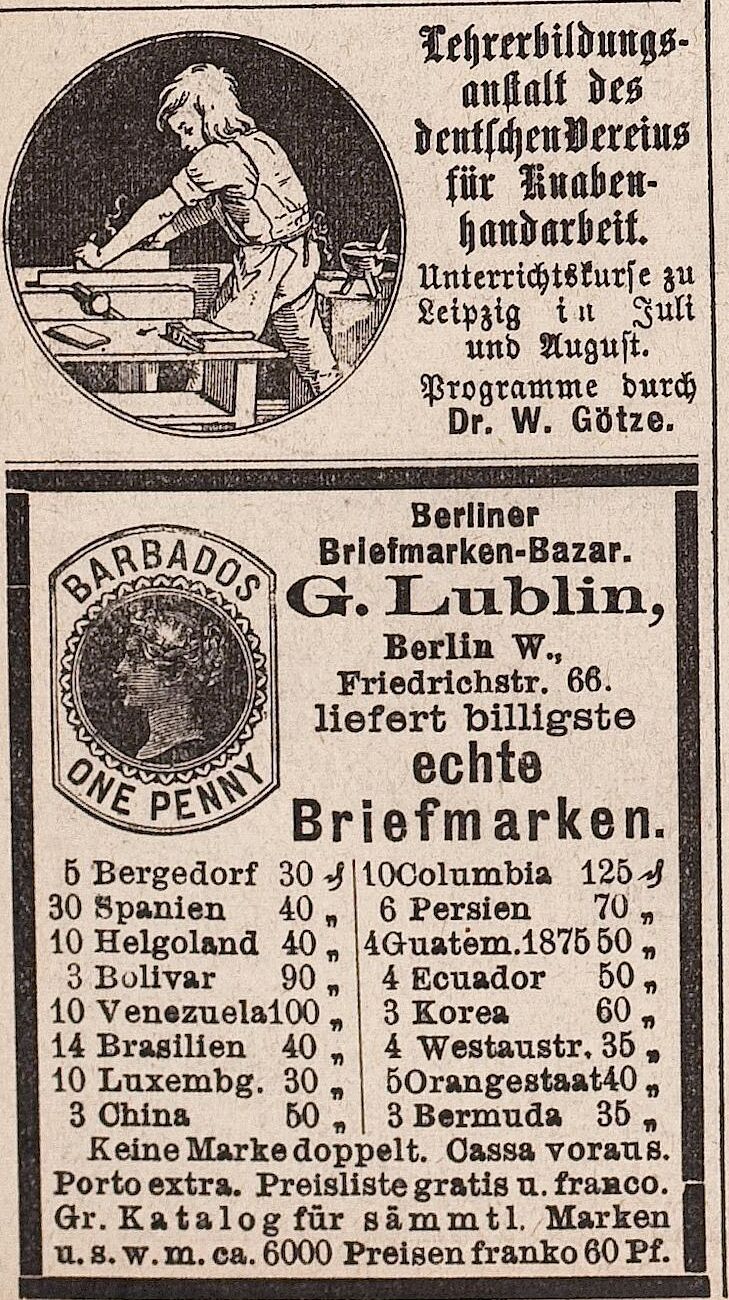 Lehrerbildungs-
anstalt des
deutschen Vereins
für Knaben-
handarbeit.
Unterrichtskurse zu
Leipzig in Juli
und August.
Programme durch
Dr. W. Götze.
BARBADOS
ONE PENNY
Berliner
Briefmarken-Bazar.
G. Lublin,
Berlin W.,
Friedrichstr. 66.
liefert billigste
echte
Briefmarken.
5 Bergedorf 30 ₰
30 Spanien 40 „
10 Helgoland 40 „
3 Bolivar 90 „
10 Venezuela 100 „
14 Brasilien 40 „
10 Luxembg. 30 „
3 China 50 „
10 Columbia 125 ₰
6 Persien 70 „
4 Guatem. 1875 50 „
4 Ecuador 50 „
3 Korea 60 „
4 Westaustr. 35 „
5 Orangestaat 40 „
3 Bermuda 35 „
Keine Marke doppelt. Cassa voraus.
Porto extra. Preisliste gratis u. franco.
Gr. Katalog für sämmtl. Marken
u. s. w. m. ca. 6000 Preisen franko 60 Pf.